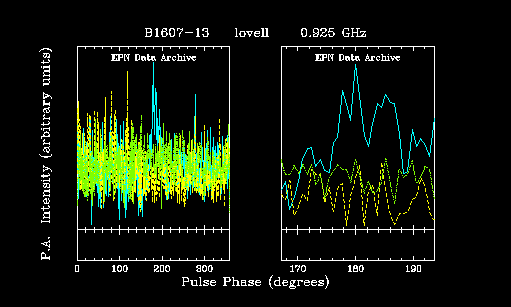 B1607-13 lovell 0.925 GHz
EPN Data Archive EPN Data Archive
P.A. Intensity (arbitrary units)
0 100 200 300 170 180 190
Pulse Phase (degrees)